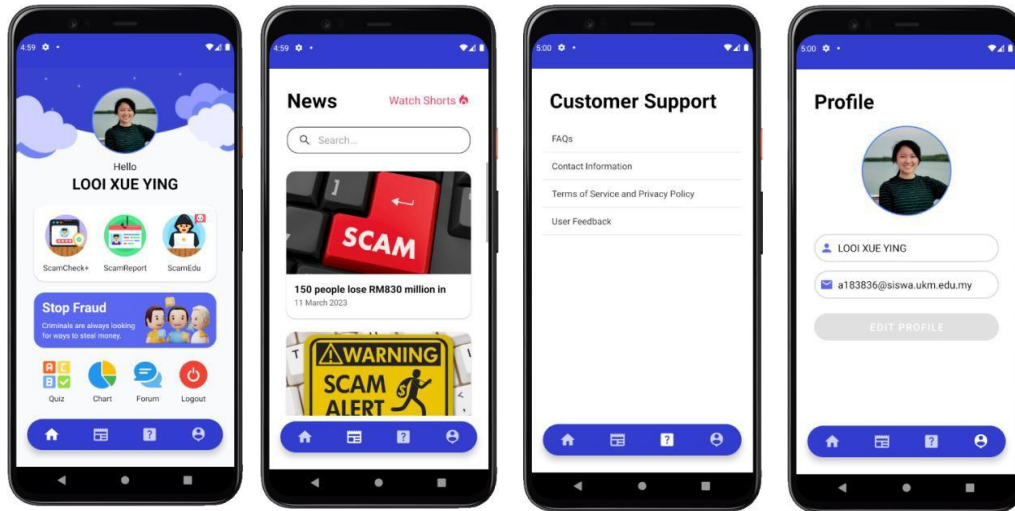 4:59
Hello
LOOI XUE YING
ScamCheck+
ScamReport
ScamEdu
Stop Fraud
Criminals are always looking
for ways to steal money.
A C
B
Quiz
Chart
Forum
Logout
4:59
News
Watch Shorts
Search...
SCAM
150 people lose RM830 million in
11 March 2023
WARNING
SCAM
ALERT
5:00
Customer Support
FAQs
Contact Information
Terms of Service and Privacy Policy
User Feedback
5:00
Profile
LOOI XUE YING
a183836@siswa.ukm.edu.my
EDIT PROFILE